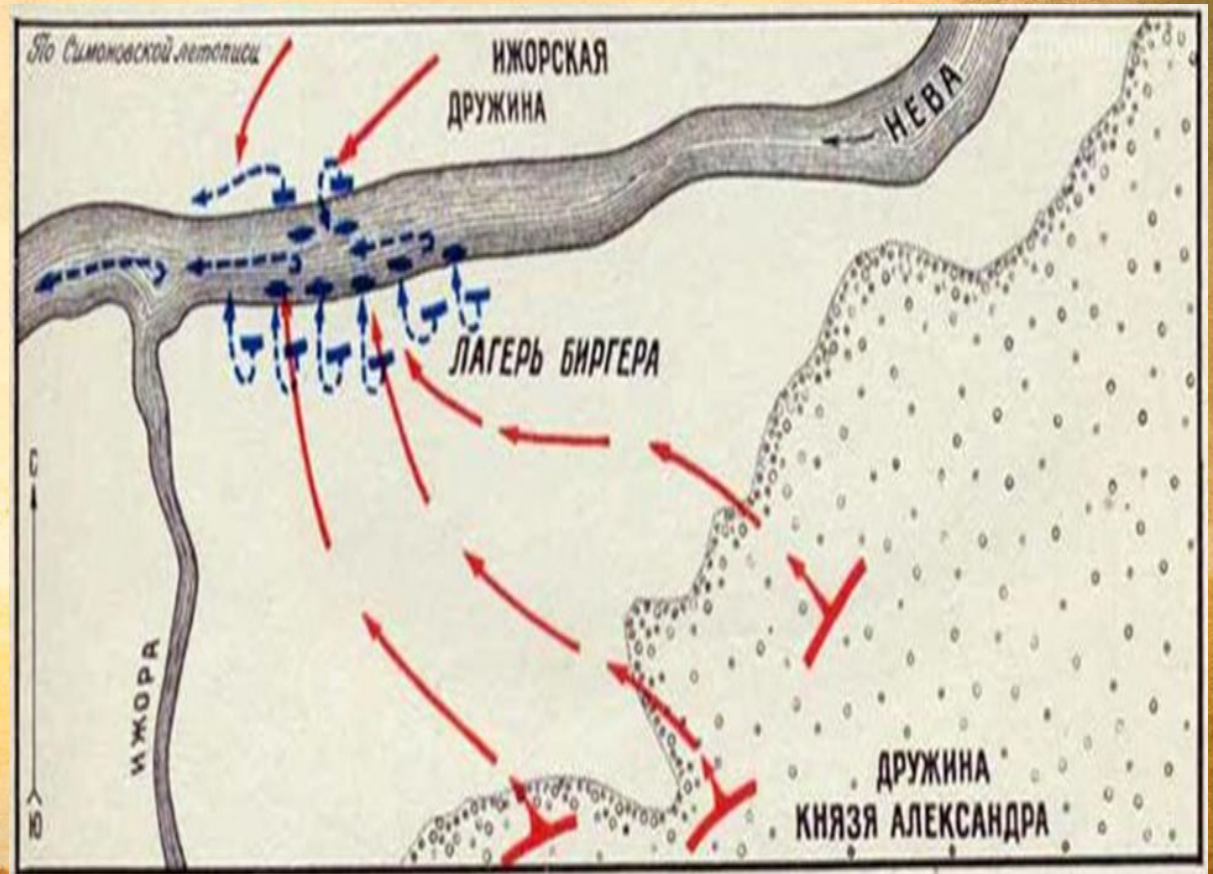 По Симоновской летописи
ИЖОРСКАЯ
ДРУЖИНА
НЕВА
ЛАГЕРЬ БИРГЕРА
С
ИЖОРА
Ю
ДРУЖИНА
КНЯЗЯ АЛЕКСАНДРА